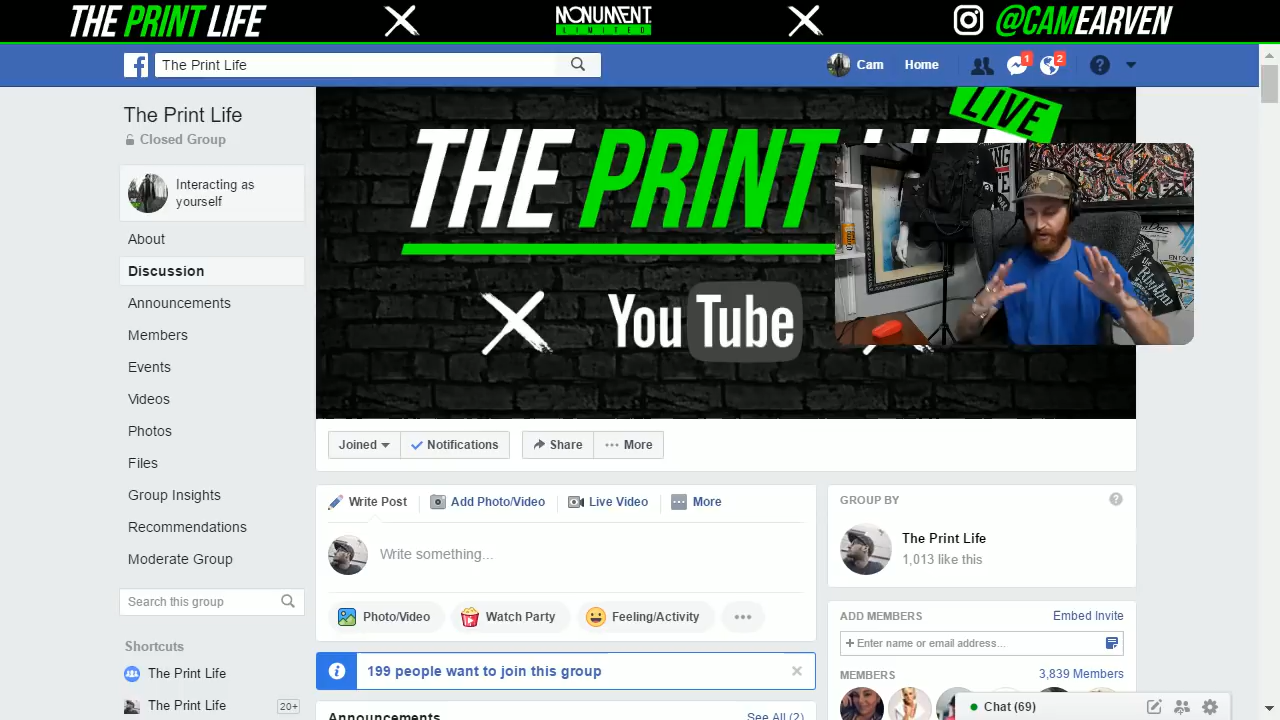 THE PRINT LIFE
MONUMENT
LIMITED
@CAMEARVEN
The Print Life
Cam
Home
1
2
The Print Life
Closed Group
Interacting as
yourself
About
Discussion
Announcements
Members
Events
Videos
Photos
Files
Group Insights
Recommendations
Moderate Group
Search this group
Shortcuts
The Print Life
The Print Life
20+
LIVE
THE PRINT LIFE
YouTube
Joined
Notifications
Share
More
Write Post
Add Photo/Video
Live Video
More
Write something...
Photo/Video
Watch Party
Feeling/Activity
199 people want to join this group
Announcements
See All (2)
GROUP BY
The Print Life
1,013 like this
ADD MEMBERS
Embed Invite
+ Enter name or email address...
MEMBERS
3,839 Members
Chat (69)